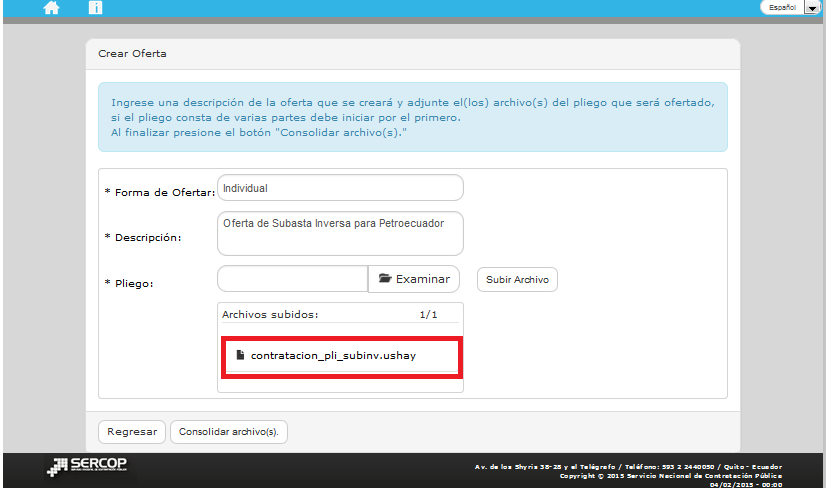 Español
Crear Oferta
Ingrese una descripción de la oferta que se creará y adjunte el(los) archivo(s) del pliego que será ofertado,
si el pliego consta de varias partes debe iniciar por el primero.
Al finalizar presione el botón "Consolidar archivo(s)."
* Forma de Ofertar: Individual
* Descripción: Oferta de Subasta Inversa para Petroecuador
* Pliego: Examinar Subir Archivo
Archivos subidos: 1/1
contratacion_pli_subinv.ushay
Regresar Consolidar archivo(s).
SERCOP
Av. de los Shyris 38-28 y el Telégrafo / Teléfono: 593 2 2440050 / Quito - Ecuador
Copyright © 2015 Servicio Nacional de Contratación Pública
04/02/2015 - 00:00